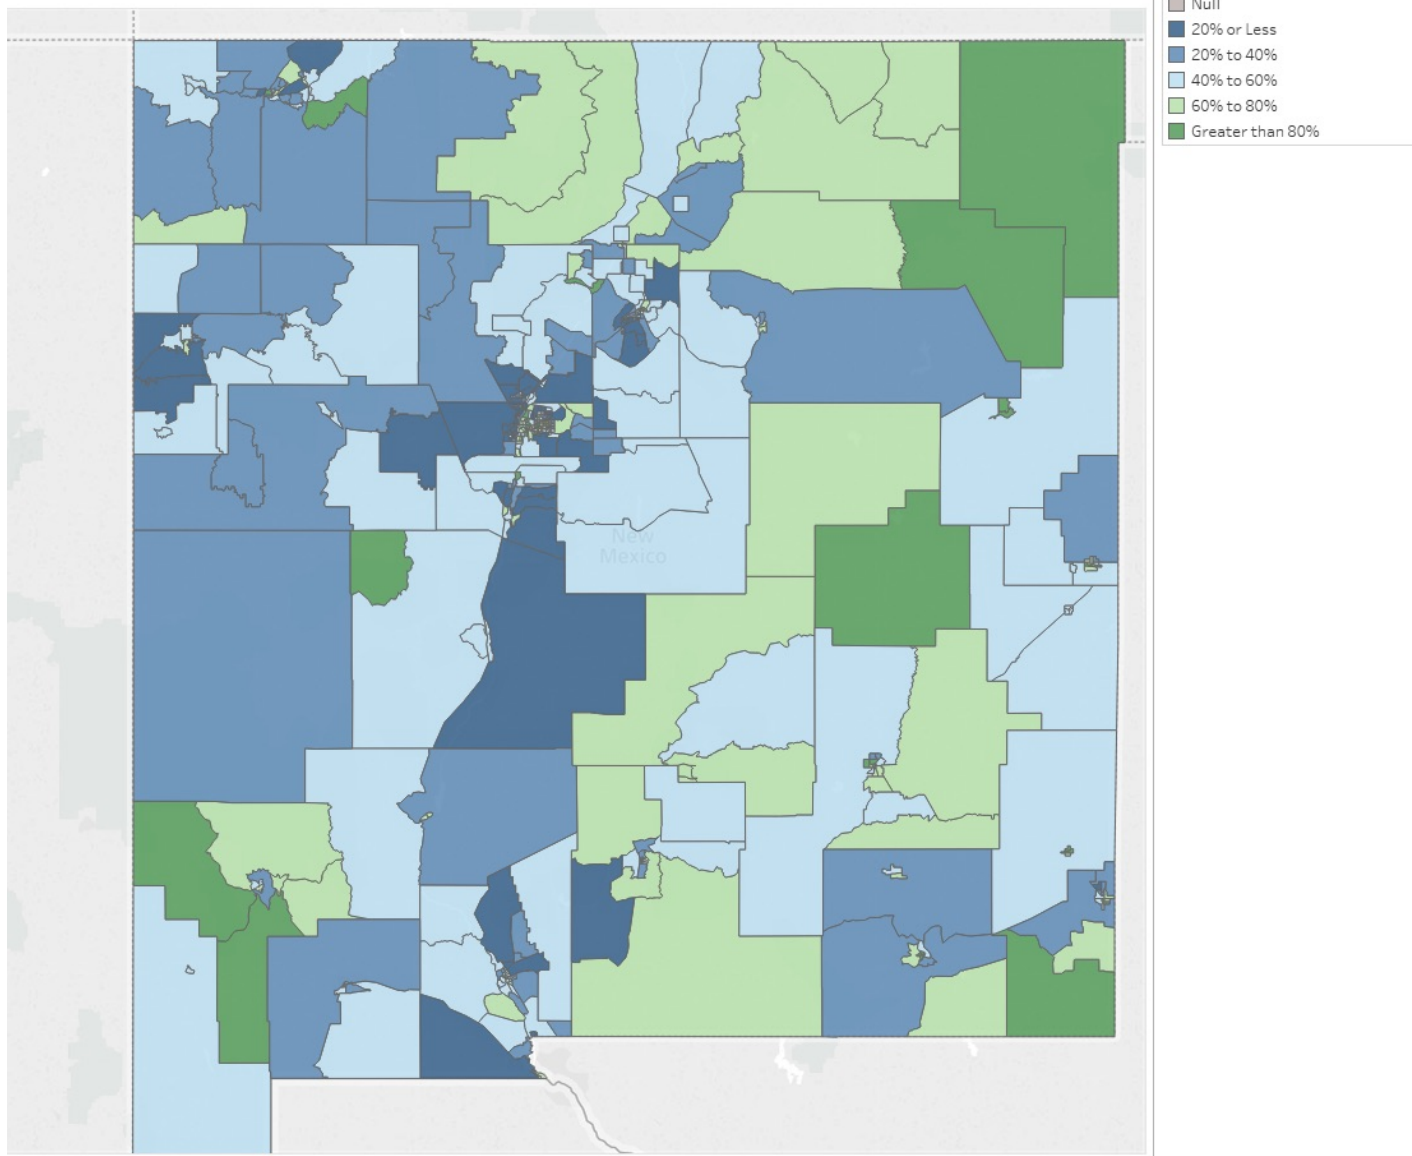 Null
20% or Less
20% to 40%
40% to 60%
60% to 80%
Greater than 80%
New
Mexico